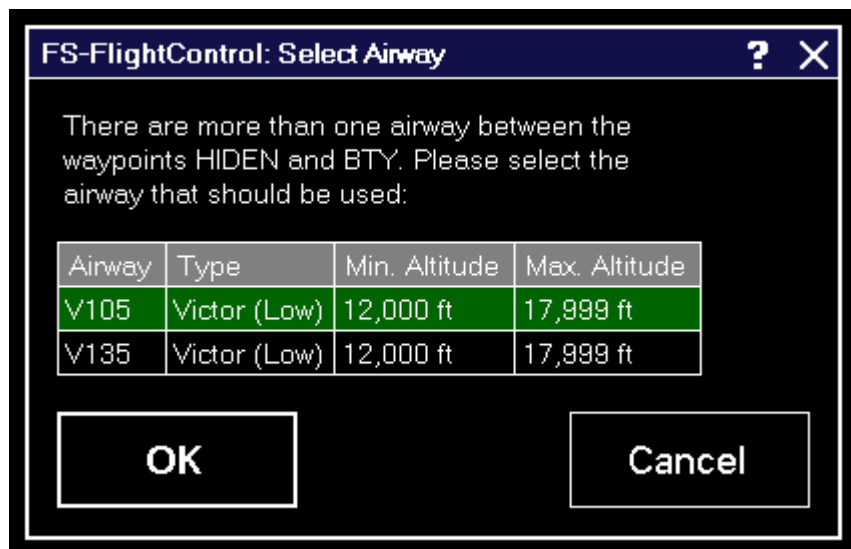 FS-FlightControl: Select Airway ? X
There are more than one airway between the
waypoints HIDEN and BTY. Please select the
airway that should be used:
Airway Type Min. Altitude Max. Altitude
V105 Victor (Low) 12,000 ft 17,999 ft
V135 Victor (Low) 12,000 ft 17,999 ft
OK Cancel